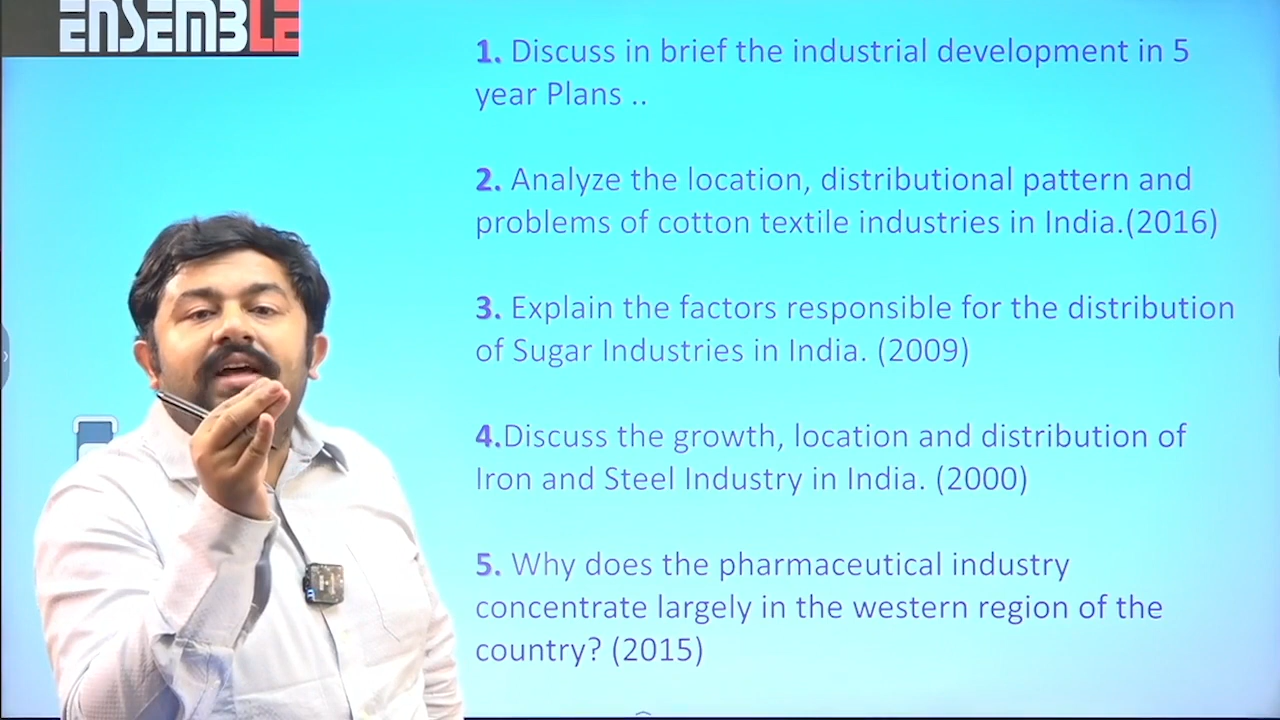 ENSEMBLE
1. Discuss in brief the industrial development in 5
year Plans ..
2. Analyze the location, distributional pattern and
problems of cotton textile industries in India.(2016)
3. Explain the factors responsible for the distribution
of Sugar Industries in India. (2009)
4.Discuss the growth, location and distribution of
Iron and Steel Industry in India. (2000)
5. Why does the pharmaceutical industry
concentrate largely in the western region of the
country? (2015)